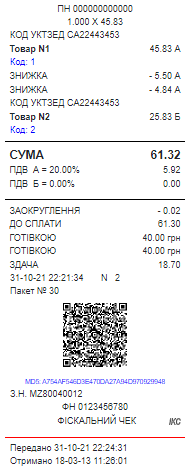 ПН 000000000000
1.000 X 45.83
КОД УКТЗЕД СА22443453
Товар N1 45.83 А
Код: 1
ЗНИЖКА - 5.50 А
ЗНИЖКА - 4.84 А
КОД УКТЗЕД СА22443453
Товар N2 25.83 Б
Код: 2
СУМА 61.32
ПДВ А = 20.00% 5.92
ПДВ Б = 0.00% 0.00
ЗАОКРУГЛЕННЯ - 0.02
ДО СПЛАТИ 61.30
ГОТІВКОЮ 40.00 грн
ГОТІВКОЮ 40.00 грн
ЗДАЧА 18.70
31-10-21 22:21:34 N 2
Пакет № 30
MD5: A754AF546D3E470DA27A94D970929948
З.Н. MZ80040012
ФН 0123456780
ФІСКАЛЬНИЙ ЧЕК ІКС
Передано 31-10-21 22:24:31
Отримано 18-03-13 11:26:01